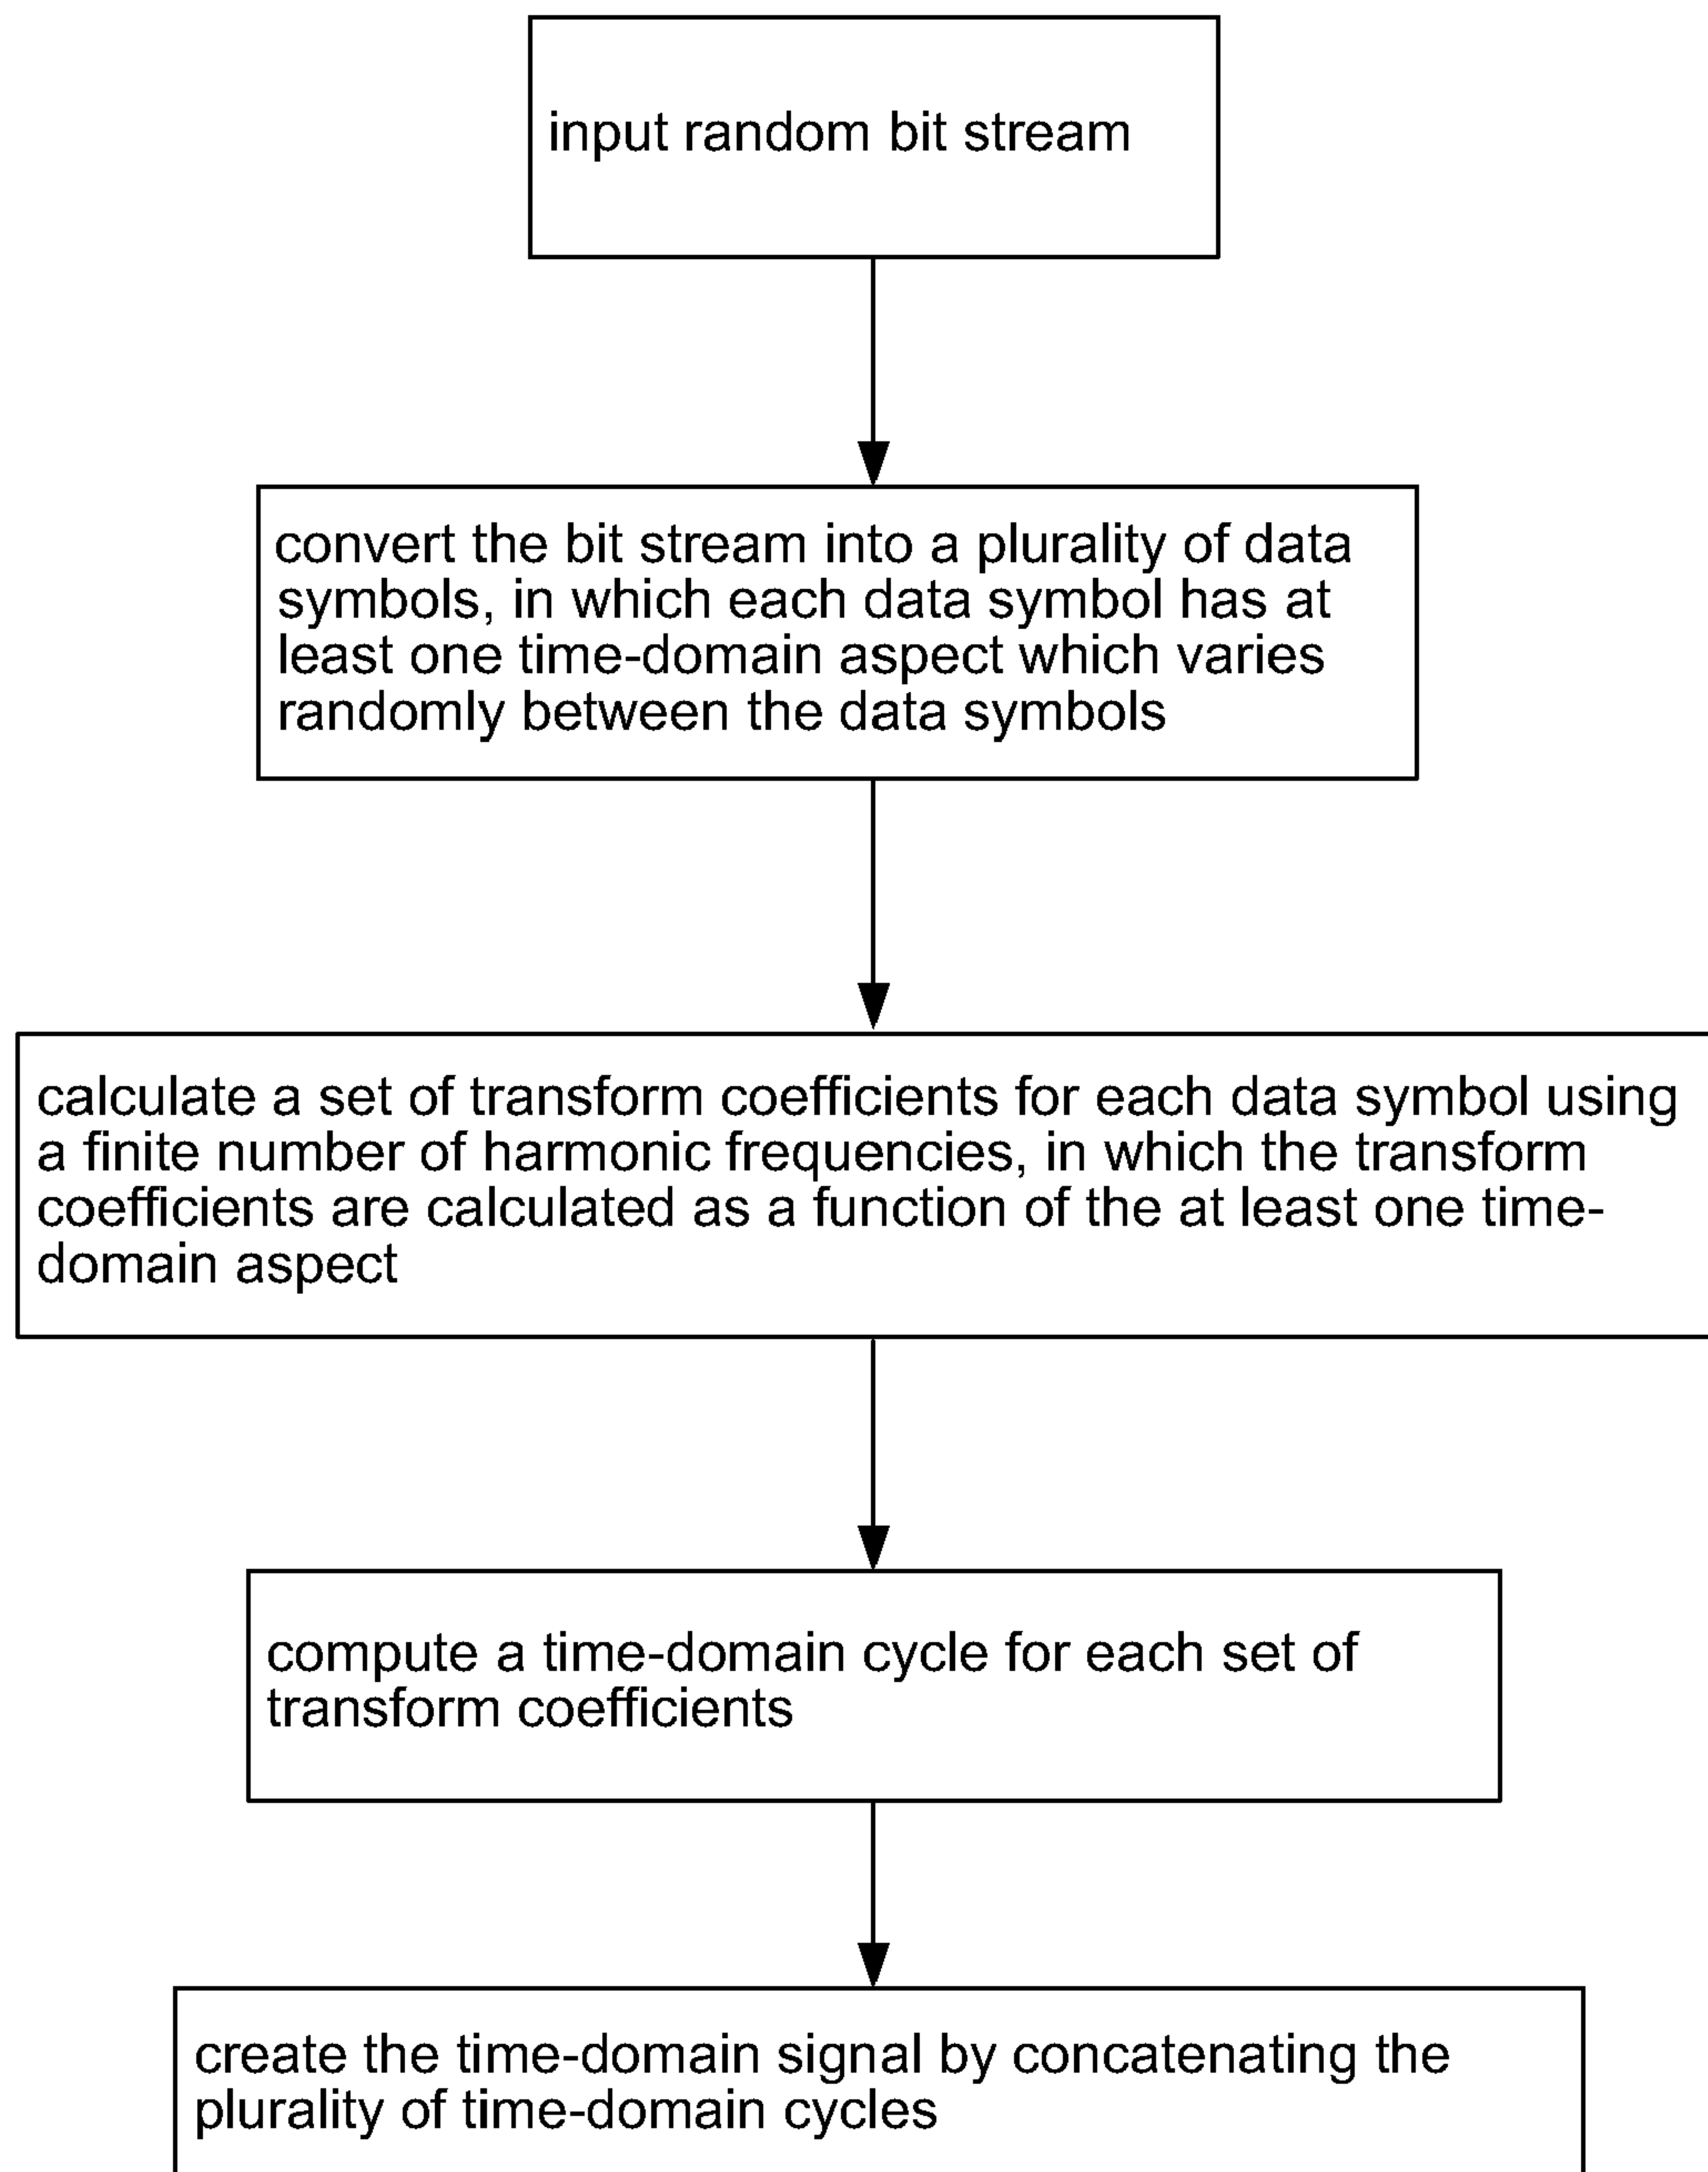 input random bit stream
convert the bit stream into a plurality of data
symbols, in which each data symbol has at
least one time-domain aspect which varies
randomly between the data symbols
calculate a set of transform coefficients for each data symbol using
a finite number of harmonic frequencies, in which the transform
coefficients are calculated as a function of the at least one time-
domain aspect
compute a time-domain cycle for each set of
transform coefficients
create the time-domain signal by concatenating the
plurality of time-domain cycles